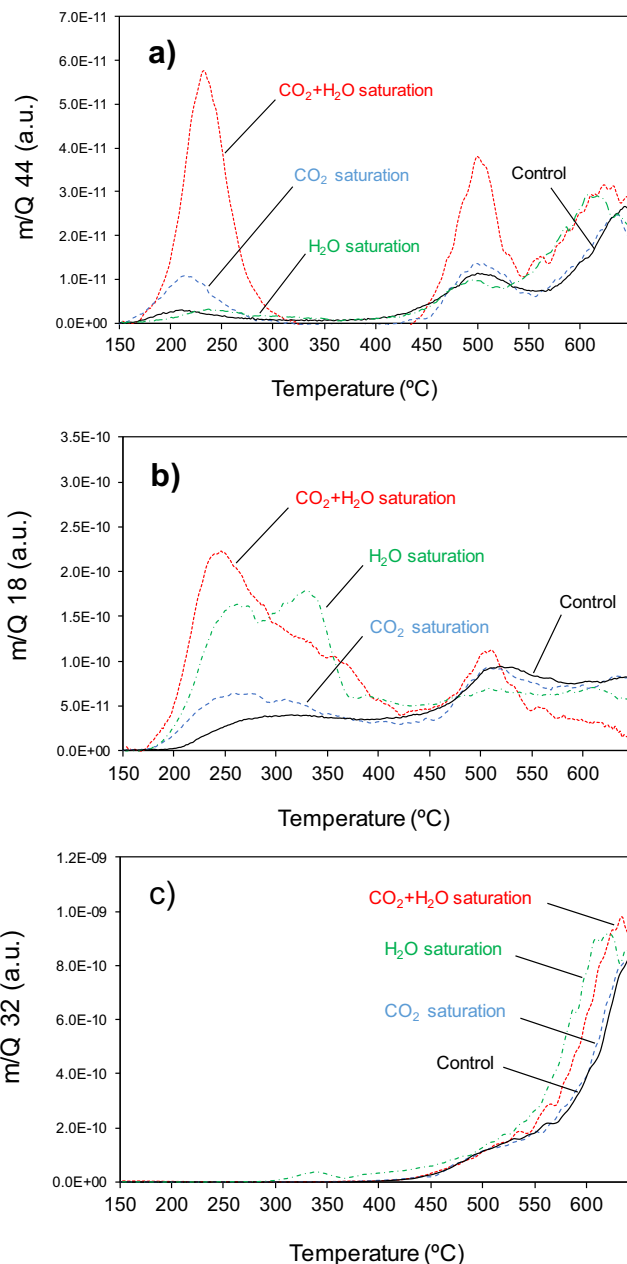 a)
m/Q 44 (a.u.)
7.0E-11
6.0E-11
5.0E-11
4.0E-11
3.0E-11
2.0E-11
1.0E-11
0.0E+00
CO₂+H₂O saturation
CO₂ saturation
H₂O saturation
Control
150 200 250 300 350 400 450 500 550 600
Temperature (ºC)
b)
m/Q 18 (a.u.)
3.5E-10
3.0E-10
2.5E-10
2.0E-10
1.5E-10
1.0E-10
5.0E-11
0.0E+00
CO₂+H₂O saturation
H₂O saturation
Control
CO₂ saturation
150 200 250 300 350 400 450 500 550 600
Temperature (ºC)
c)
m/Q 32 (a.u.)
1.2E-09
1.0E-09
8.0E-10
6.0E-10
4.0E-10
2.0E-10
0.0E+00
CO₂+H₂O saturation
H₂O saturation
CO₂ saturation
Control
150 200 250 300 350 400 450 500 550 600
Temperature (ºC)